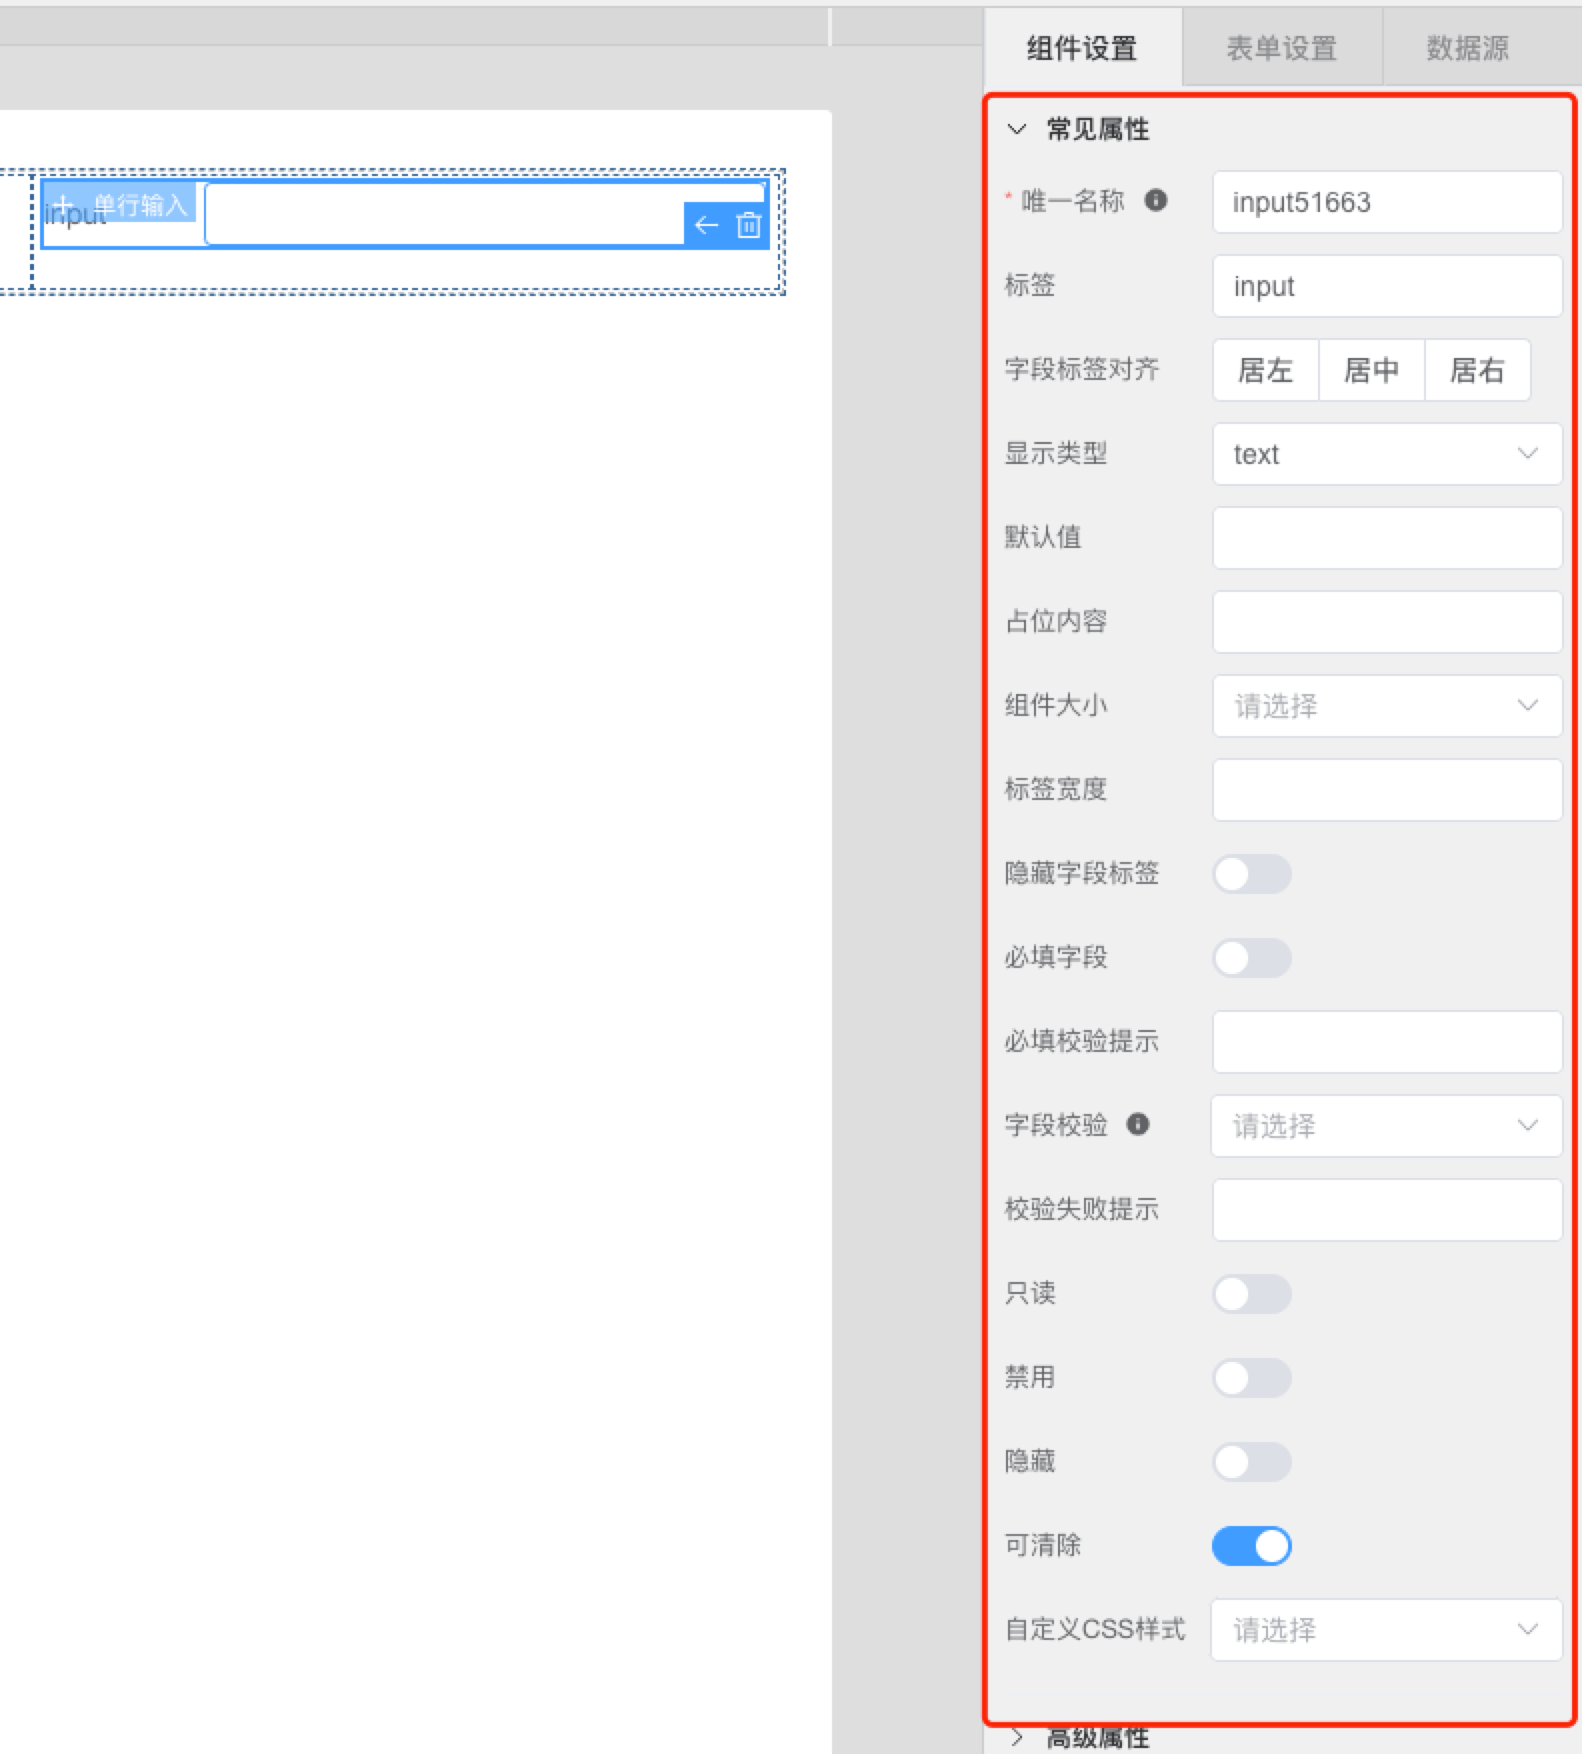 组件设置 表单设置 数据源
常见属性
input 单行输入
* 唯一名称 input51663
标签 input
字段标签对齐 居左 居中 居右
显示类型 text
默认值
占位内容
组件大小 请选择
标签宽度
隐藏字段标签
必填字段
必填校验提示
字段校验 请选择
校验失败提示
只读
禁用
隐藏
可清除
自定义CSS样式 请选择
高级属性